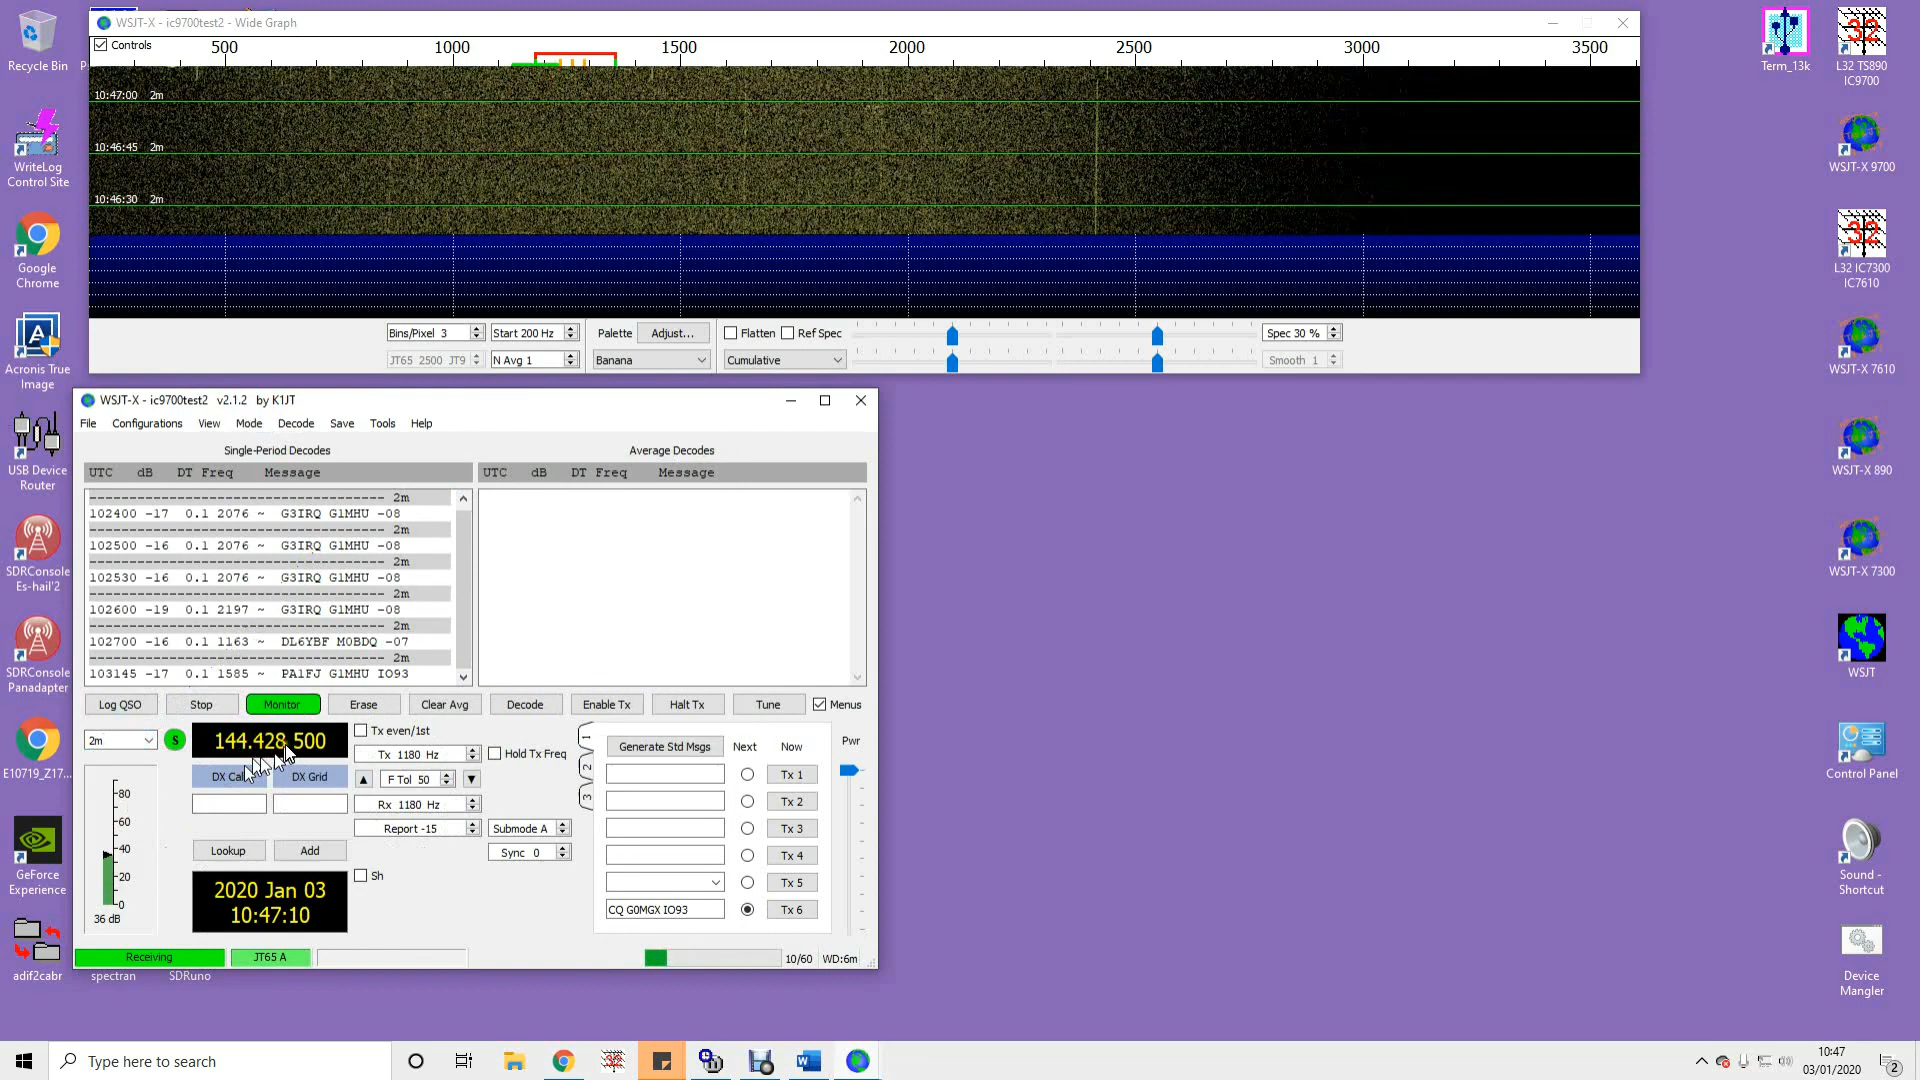 WSJT-X - ic9700test2 - Wide Graph
Controls
500 1000 1500 2000 2500 3000 3500
10:47:00 2m
10:46:45 2m
10:46:30 2m
Bins/Pixel 3
Start 200 Hz
Palette
Adjust...
Flatten
Ref Spec
Spec 30 %
JT65 2500 JT9
N Avg 1
Banana
Cumulative
Smooth 1
WSJT-X - ic9700test2 v2.1.2 by K1JT
File Configurations View Mode Decode Save Tools Help
Single-Period Decodes
Average Decodes
UTC dB DT Freq Message
UTC dB DT Freq Message
------------------------------------- 2m
102400 -17 0.1 2076 ~ G3IRQ G1MHU -08
------------------------------------- 2m
102500 -16 0.1 2076 ~ G3IRQ G1MHU -08
------------------------------------- 2m
102530 -16 0.1 2076 ~ G3IRQ G1MHU -08
------------------------------------- 2m
102600 -19 0.1 2197 ~ G3IRQ G1MHU -08
------------------------------------- 2m
102700 -16 0.1 1163 ~ DL6YBF M0BDQ -07
------------------------------------- 2m
103145 -17 0.1 1585 ~ PA1FJ G1MHU IO93
Log QSO
Stop
Monitor
Erase
Clear Avg
Decode
Enable Tx
Halt Tx
Tune
Menus
2m
S
144.428 500
Tx even/1st
Tx 1180 Hz
Hold Tx Freq
DX Cal
DX Grid
F Tol 50
Rx 1180 Hz
Report -15
Submode A
Sync 0
Lookup
Add
Sh
2020 Jan 03
10:47:10
80
60
40
20
0
36 dB
1
2
3
Generate Std Msgs
Next
Now
Pwr
Tx 1
Tx 2
Tx 3
Tx 4
Tx 5
CQ G0MGX IO93
Tx 6
Receiving
JT65 A
10/60
WD:6m
Recycle Bin
P
WriteLog
Control Site
Google
Chrome
Acronis True
Image
USB Device
Router
SDRConsole
Es-hail'2
SDRConsole
Panadapter
E10719_Z17...
GeForce
Experience
adif2cabr
spectran
SDRuno
Term_13k
32
L32 TS890
IC9700
WSJT-X 9700
32
L32 IC7300
IC7610
WSJT-X 7610
WSJT-X 890
WSJT-X 7300
WSJT
Control Panel
Sound -
Shortcut
Device
Mangler
Type here to search
10:47
03/01/2020
2